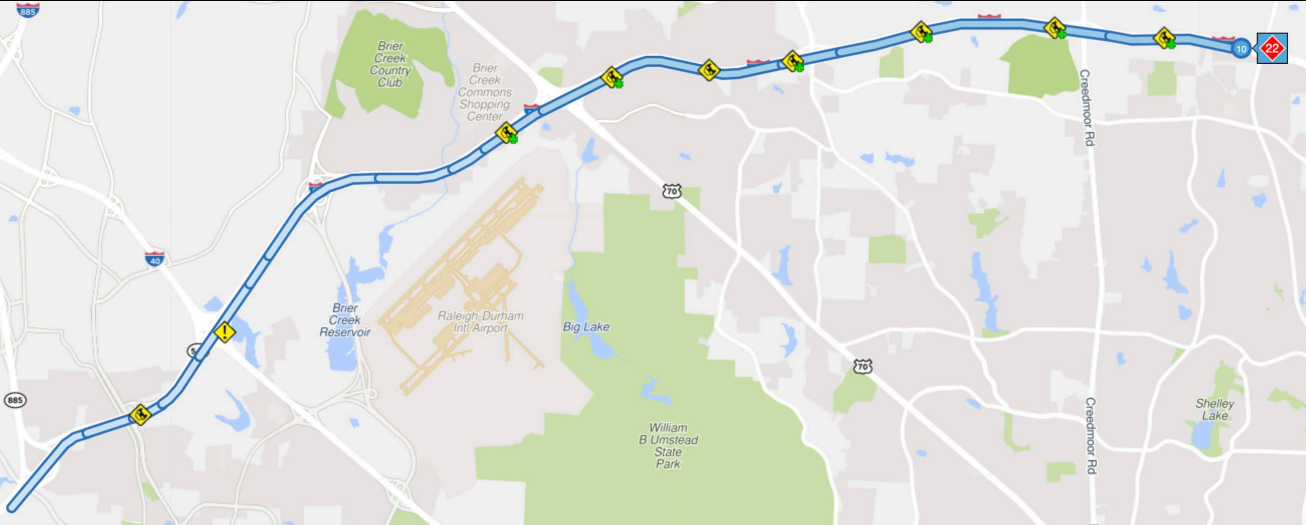 885
Brier
Creek
Country
Club
Brier
Creek
Commons
Shopping
Center
10
22
Creedmoor Rd
70
40
Brier
Creek
Reservoir
Raleigh-Durham
Intl Airport
Big Lake
!
70
885
William
B Umstead
State
Park
Creedmoor Rd
Shelley
Lake